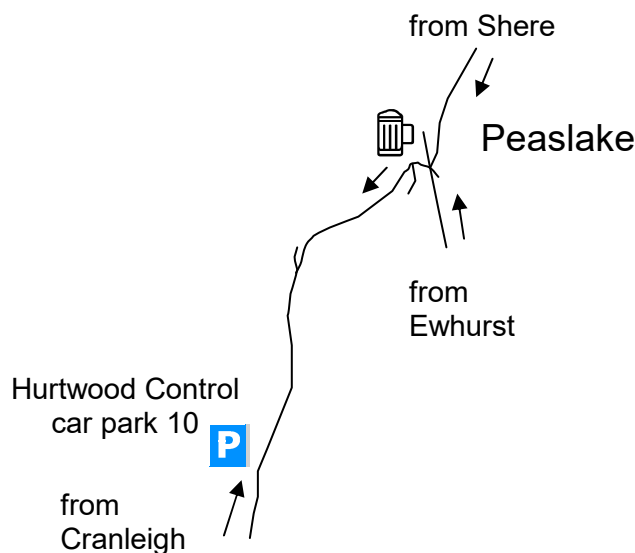 from Shere
Peaslake
from
Ewhurst
Hurtwood Control
car park 10
P
from
Cranleigh